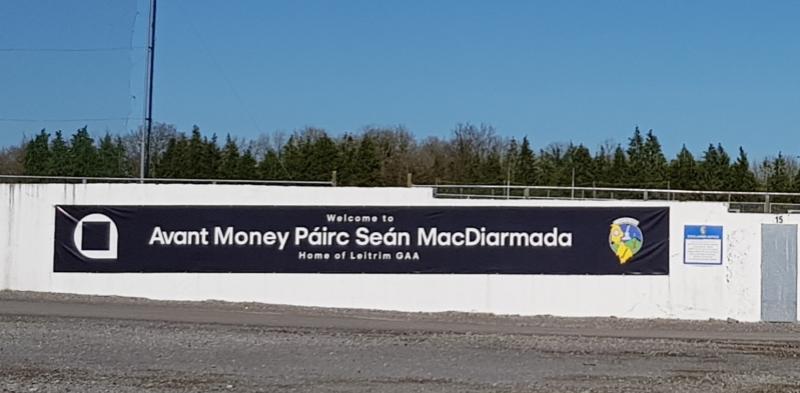 Welcome to
Avant Money Páirc Seán MacDiarmada
Home of Leitrim GAA
15